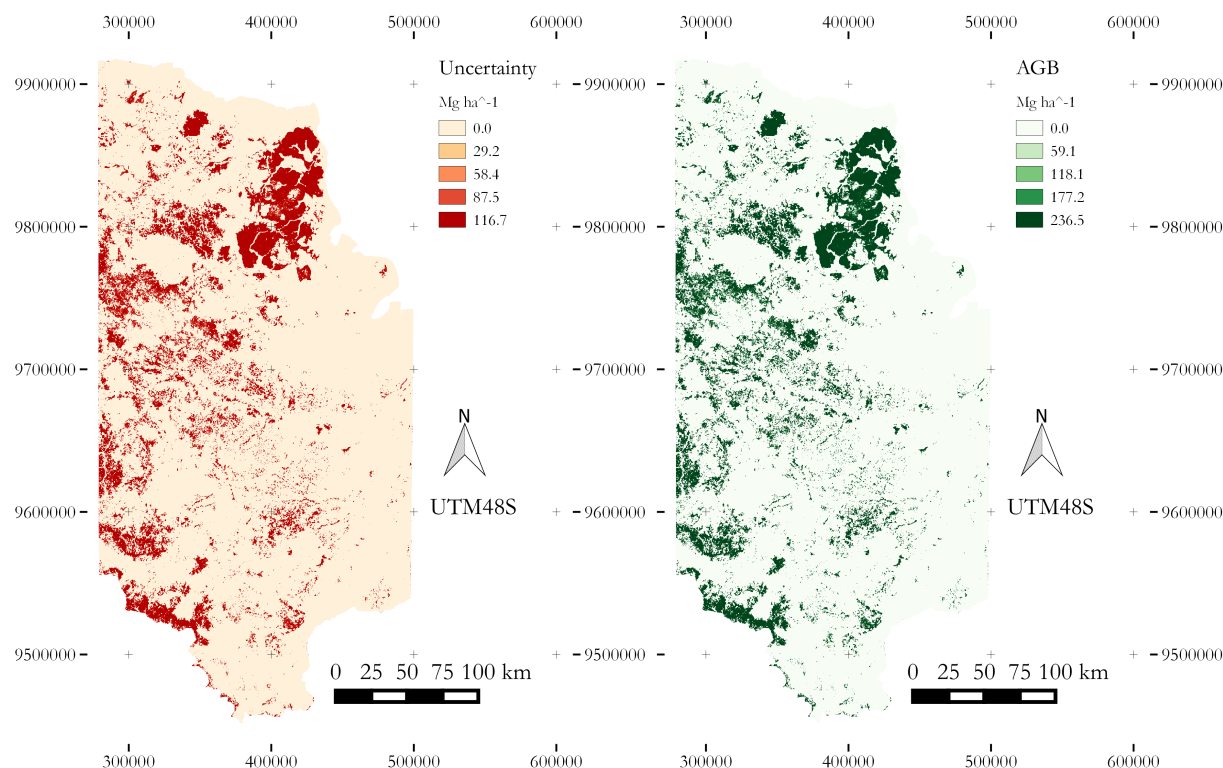 300000 400000 500000 600000 300000 400000 500000 600000
Uncertainty
Mg ha^-1
0.0
29.2
58.4
87.5
116.7
AGB
Mg ha^-1
0.0
59.1
118.1
177.2
236.5
9900000 9900000 9900000
9800000 9800000 9800000
9700000 9700000 9700000
9600000 9600000 9600000
9500000 9500000 9500000
N
UTM48S
N
UTM48S
0 25 50 75 100 km
0 25 50 75 100 km
300000 400000 500000 600000 300000 400000 500000 600000